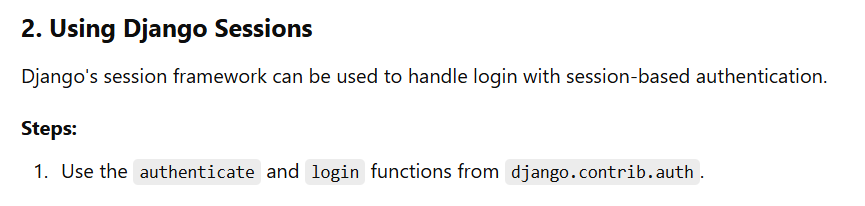 2. Using Django Sessions
Django's session framework can be used to handle login with session-based authentication.
Steps:
1. Use the authenticate and login functions from django.contrib.auth.